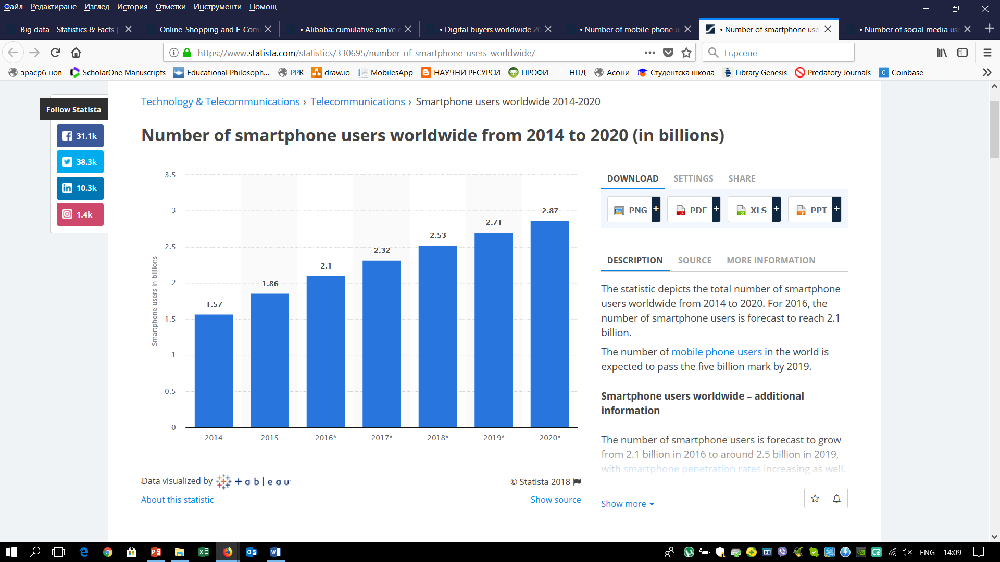 Файл Редактиране Изглед История Отметки Инструменти Помощ
Big data - Statistics & Facts |
Online-Shopping and E-Com
• Alibaba: cumulative active
• Digital buyers worldwide 20
• Number of mobile phone u
• Number of smartphone use
• Number of social media use
https://www.statista.com/statistics/330695/number-of-smartphone-users-worldwide/
Търсене
зрасрб нов ScholarOne Manuscripts Educational Philosoph... PPR draw.io MobilesApp НАУЧНИ РЕСУРСИ ПРОФИ НПД Асони Студентска школа Library Genesis Predatory Journals Coinbase
Technology & Telecommunications › Telecommunications › Smartphone users worldwide 2014-2020
Follow Statista
31.1k
38.3k
10.3k
1.4k
Number of smartphone users worldwide from 2014 to 2020 (in billions)
Smartphone users in billions
3.5
3
2.5
2
1.5
1
0.5
0
1.57
1.86
2.1
2.32
2.53
2.71
2.87
2014 2015 2016* 2017* 2018* 2019* 2020*
Data visualized by +ableau
© Statista 2018
About this statistic
Show source
DOWNLOAD SETTINGS SHARE
PNG + PDF + XLS + PPT +
DESCRIPTION SOURCE MORE INFORMATION
The statistic depicts the total number of smartphone
users worldwide from 2014 to 2020. For 2016, the
number of smartphone users is forecast to reach 2.1
billion.
The number of mobile phone users in the world is
expected to pass the five billion mark by 2019.
Smartphone users worldwide – additional
information
The number of smartphone users is forecast to grow
from 2.1 billion in 2016 to around 2.5 billion in 2019,
with smartphone penetration rates increasing as well.
Show more
ENG 14:09